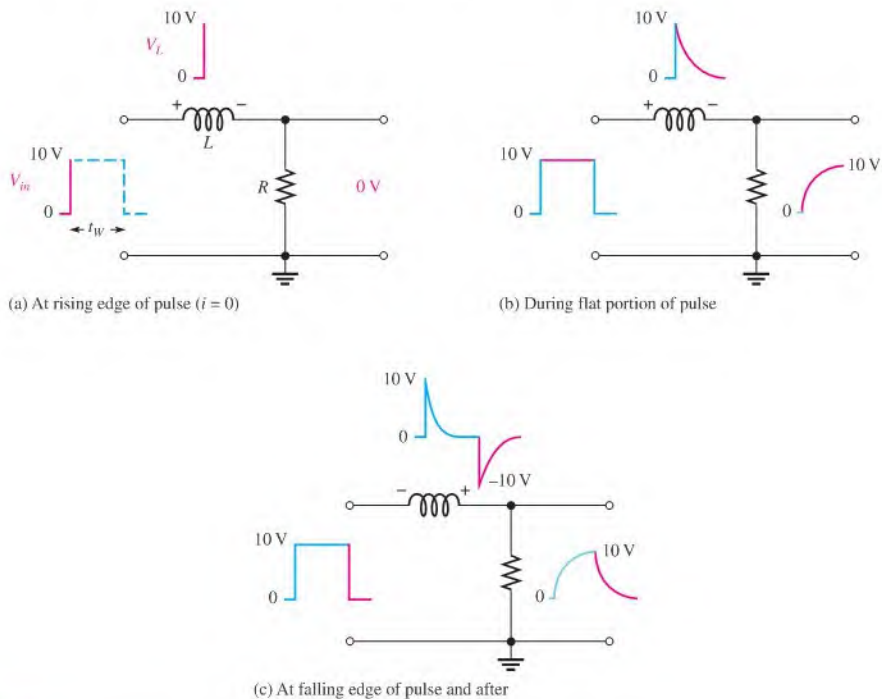 10 V
V_L
0
+ −
L
10 V
V_in
0
t_W
R
0 V
(a) At rising edge of pulse (i = 0)
10 V
0
+ −
10 V
0
10 V
0
(b) During flat portion of pulse
10 V
0
−10 V
− +
10 V
0
10 V
0
(c) At falling edge of pulse and after